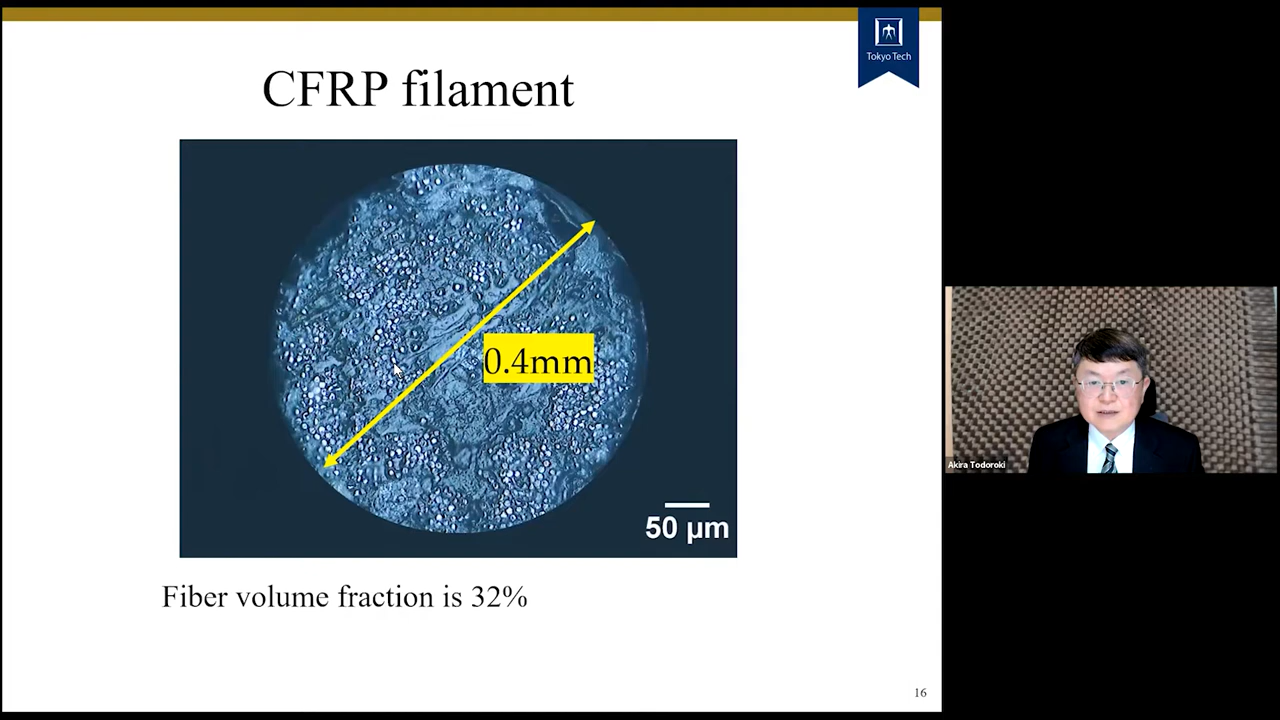 Tokyo Tech
CFRP filament
0.4mm
50 μm
Fiber volume fraction is 32%
16
Akira Todoroki